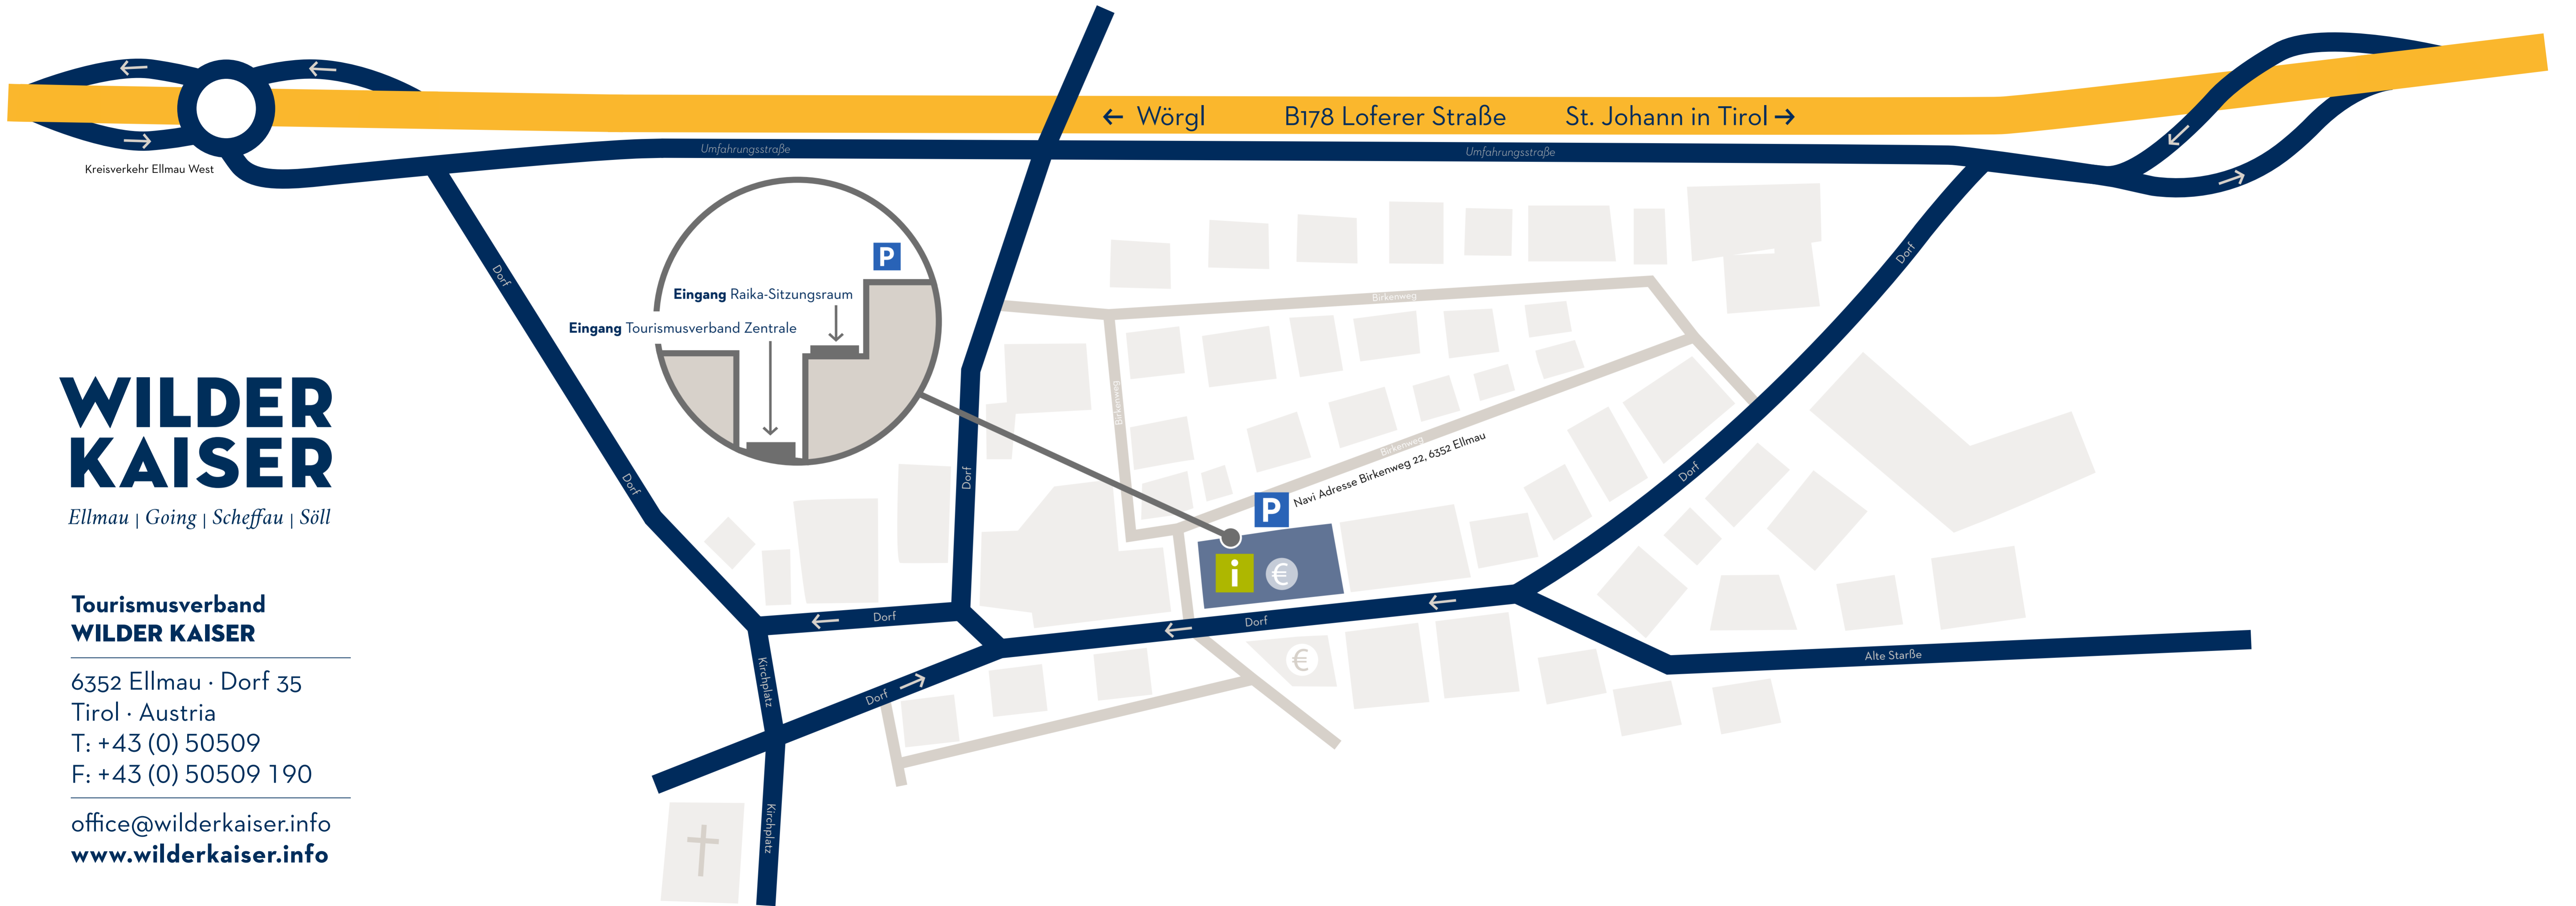 ← Wörgl B178 Loferer Straße St. Johann in Tirol →
Umfahrungsstraße
Umfahrungsstraße
Kreisverkehr Ellmau West
P
Eingang Raika-Sitzungsraum
Eingang Tourismusverband Zentrale
Dorf
Dorf
Dorf
Dorf
Dorf
Birkenweg
Birkenweg
Birkenweg
Navi Adresse Birkenweg 22, 6352 Ellmau
P
i €
Dorf
Dorf
Dorf
€
Alte Starße
Kirchplatz
Kirchplatz
WILDER
KAISER
Ellmau | Going | Scheffau | Söll
Tourismusverband
WILDER KAISER
6352 Ellmau · Dorf 35
Tirol · Austria
T: +43 (0) 50509
F: +43 (0) 50509 190
office@wilderkaiser.info
www.wilderkaiser.info